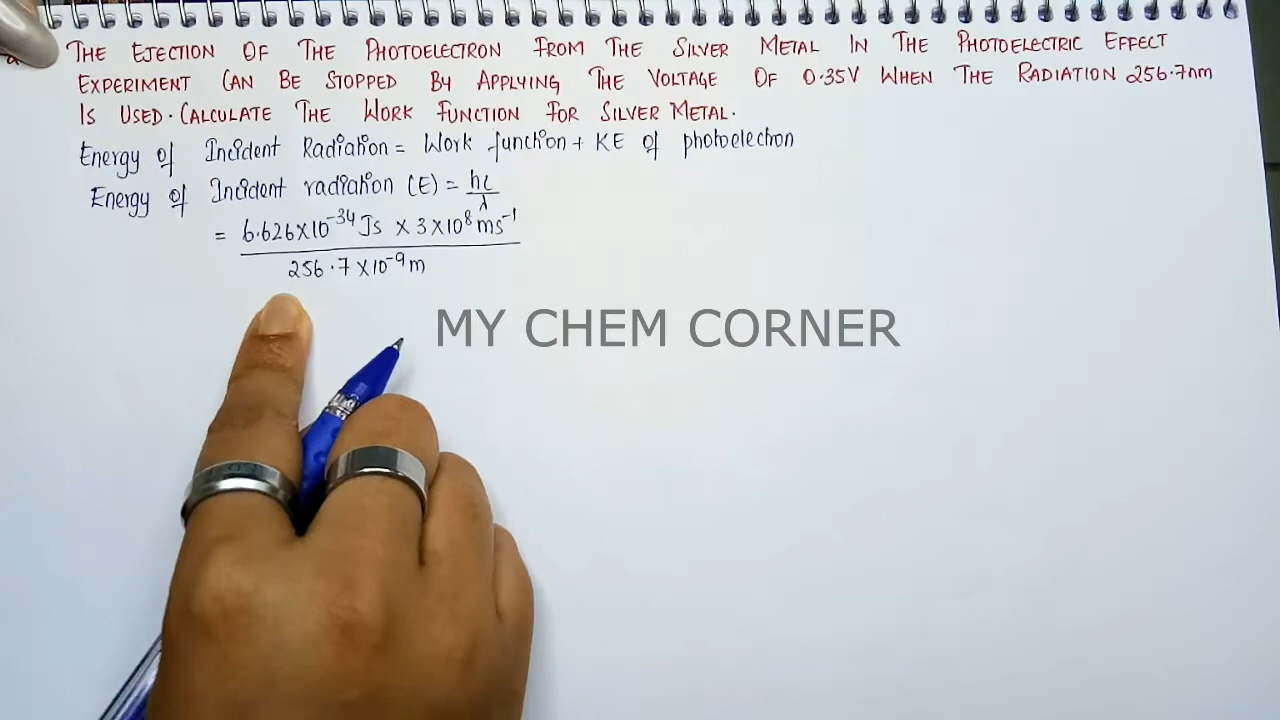 THE EJECTION OF THE PHOTOELECTRON FROM THE SILVER METAL IN THE PHOTOELECTRIC EFFECT
EXPERIMENT CAN BE STOPPED BY APPLYING THE VOLTAGE OF 0.35V WHEN THE RADIATION 256.7nm
IS USED. CALCULATE THE WORK FUNCTION FOR SILVER METAL.
Energy of Incident Radiation = Work function + KE of photoelectron
Energy of Incident radiation (E) = hc/λ
= 6.626×10⁻³⁴ Js × 3×10⁸ ms⁻¹
256.7×10⁻⁹ m
MY CHEM CORNER